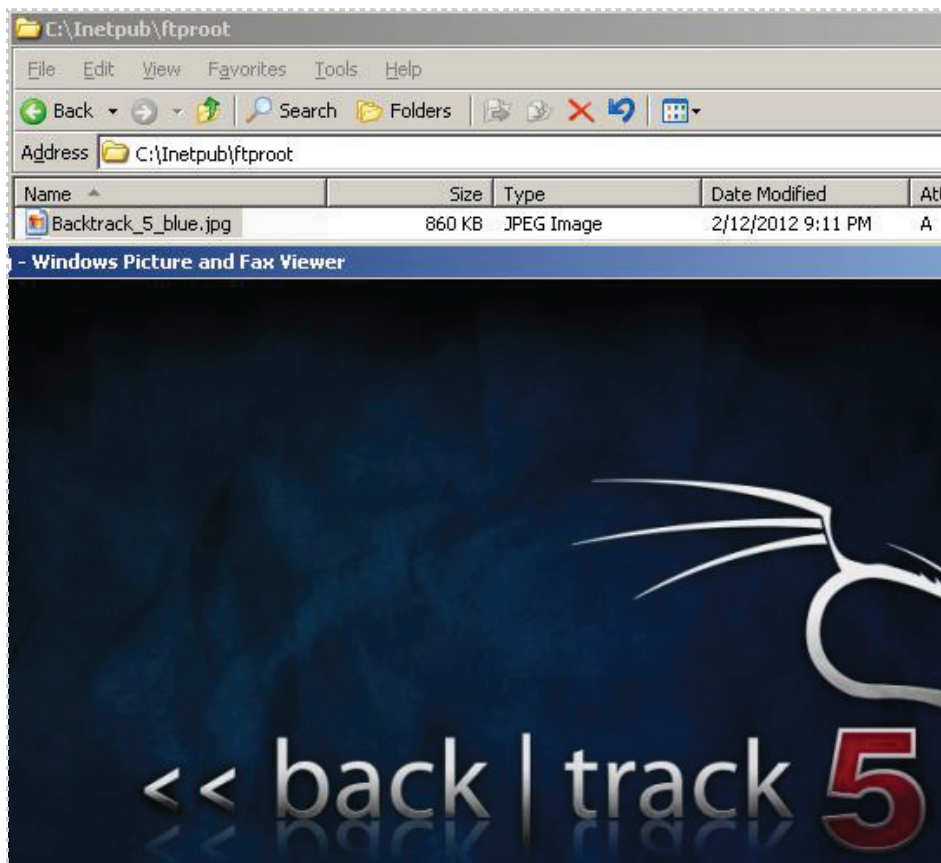 C:\Inetpub\ftproot
File Edit View Favorites Tools Help
Back Search Folders
Address C:\Inetpub\ftproot
Name Size Type Date Modified
Backtrack_5_blue.jpg 860 KB JPEG Image 2/12/2012 9:11 PM A
- Windows Picture and Fax Viewer
<< back | track 5